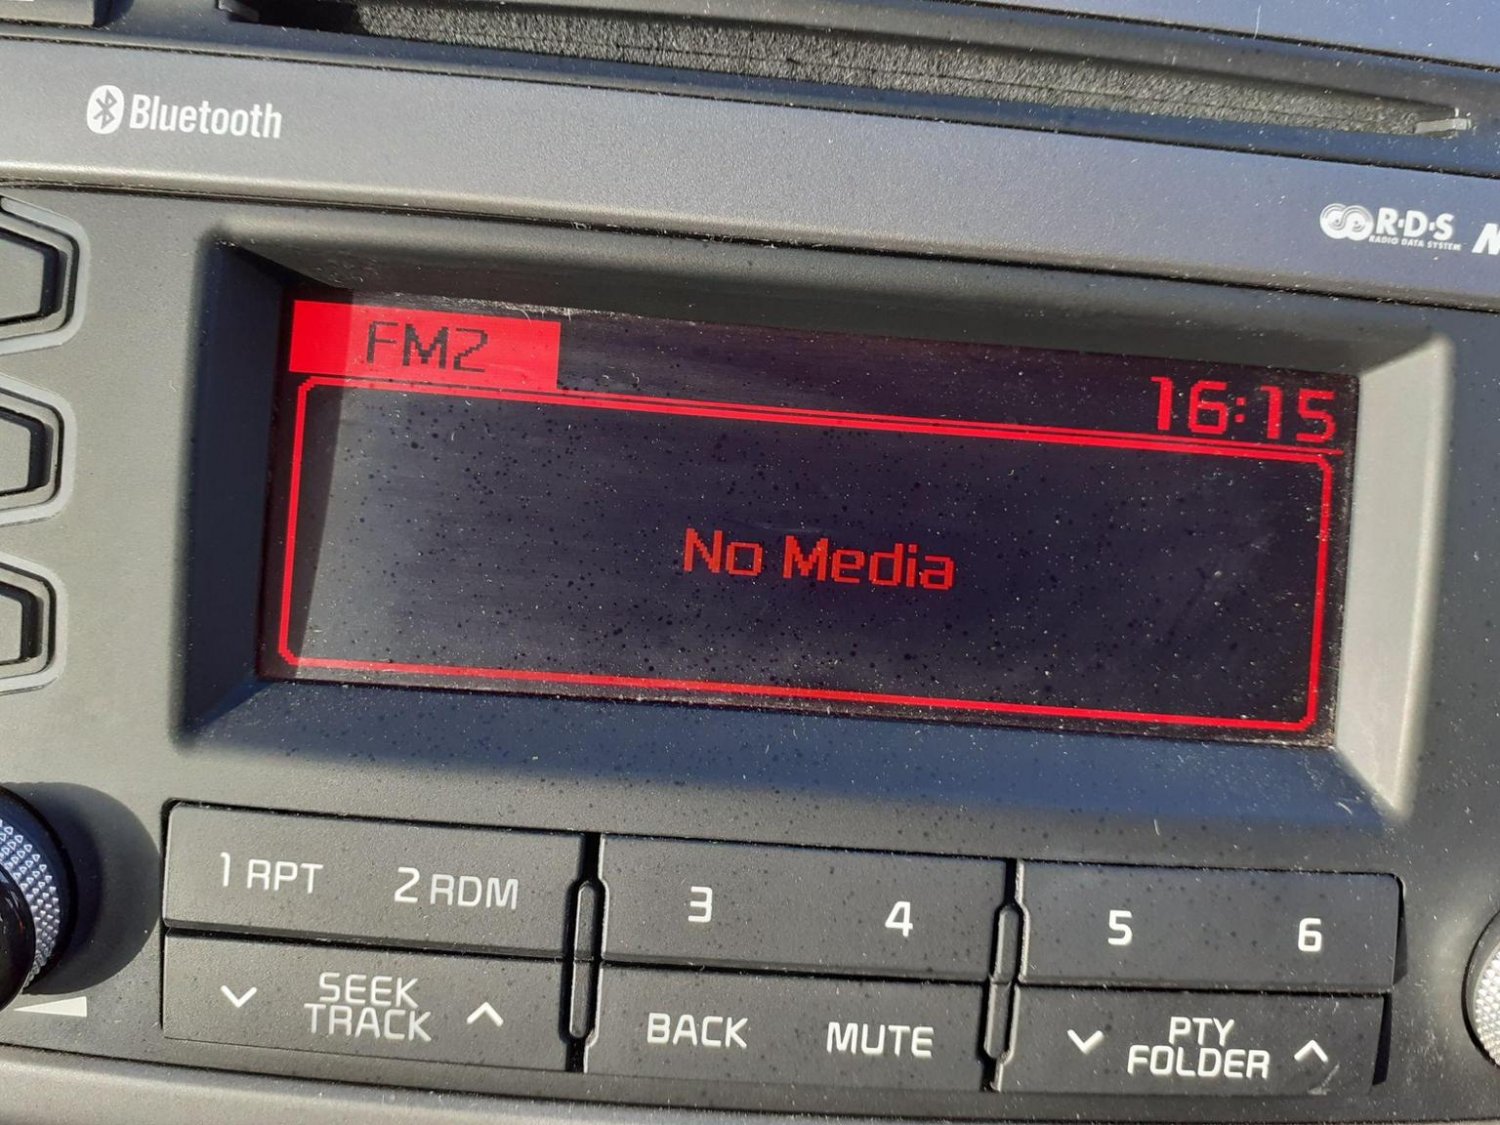 Bluetooth
R·D·S
RADIO DATA SYSTEM
FM2
16:15
No Media
1 RPT 2 RDM 3 4 5 6
SEEK
TRACK
BACK MUTE
PTY
FOLDER